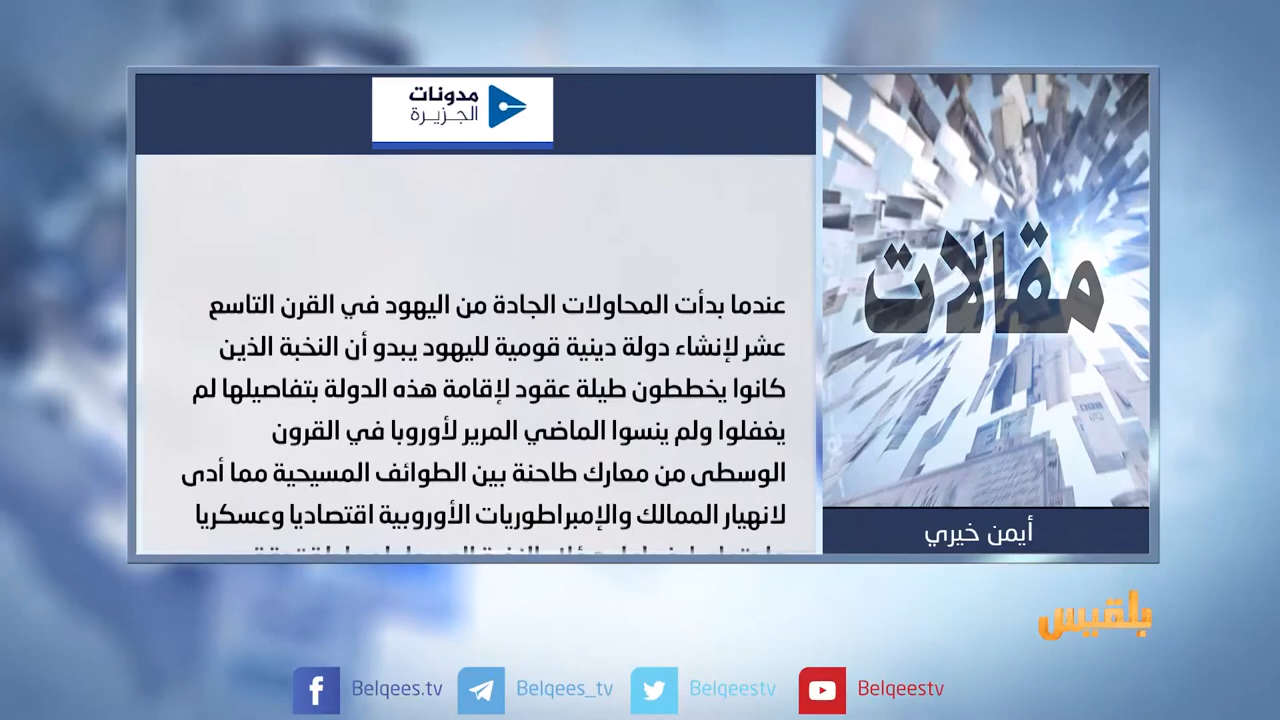 مدونات
الجزيرة
مقالات
عندما بدأت المحاولات الجادة من اليهود في القرن التاسع
عشر لإنشاء دولة دينية قومية لليهود يبدو أن النخبة الذين
كانوا يخططون طيلة عقود لإقامة هذه الدولة بتفاصيلها لم
يغفلوا ولم ينسوا الماضي المرير لأوروبا في القرون
الوسطى من معارك طاحنة بين الطوائف المسيحية مما أدى
لانهيار الممالك والإمبراطوريات الأوروبية اقتصاديا وعسكريا
أيمن خيري
بلقيس
Belqees.tv
Belqees_tv
Belqeestv
Belqeestv